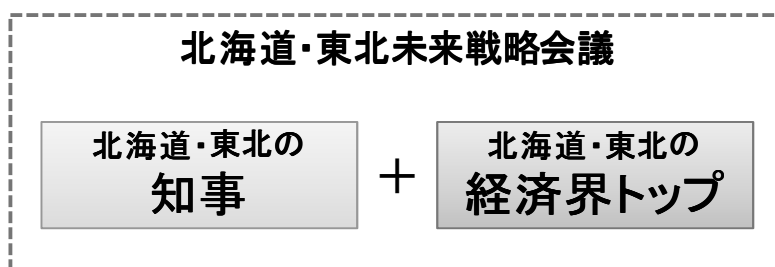 北海道・東北未来戦略会議
北海道・東北の
知事
＋
北海道・東北の
経済界トップ